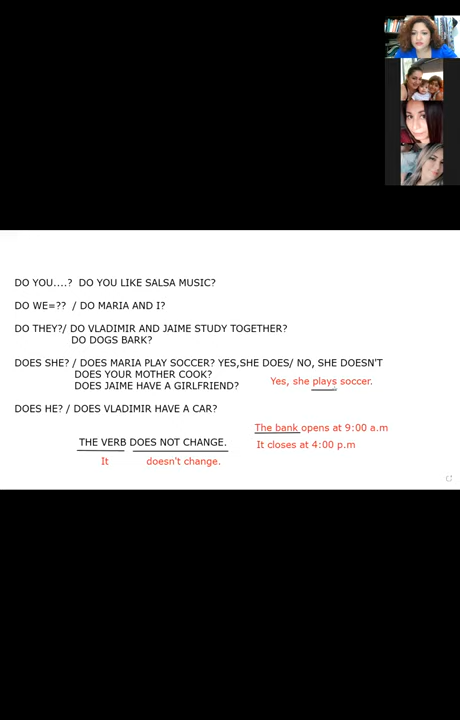 DO YOU....? DO YOU LIKE SALSA MUSIC?
DO WE=?? / DO MARIA AND I?
DO THEY?/ DO VLADIMIR AND JAIME STUDY TOGETHER?
DO DOGS BARK?
DOES SHE? / DOES MARIA PLAY SOCCER? YES,SHE DOES/ NO, SHE DOESN'T
DOES YOUR MOTHER COOK?
Yes, she plays soccer.
DOES JAIME HAVE A GIRLFRIEND?
DOES HE? / DOES VLADIMIR HAVE A CAR?
The bank opens at 9:00 a.m
THE VERB DOES NOT CHANGE.
It closes at 4:00 p.m
It doesn't change.